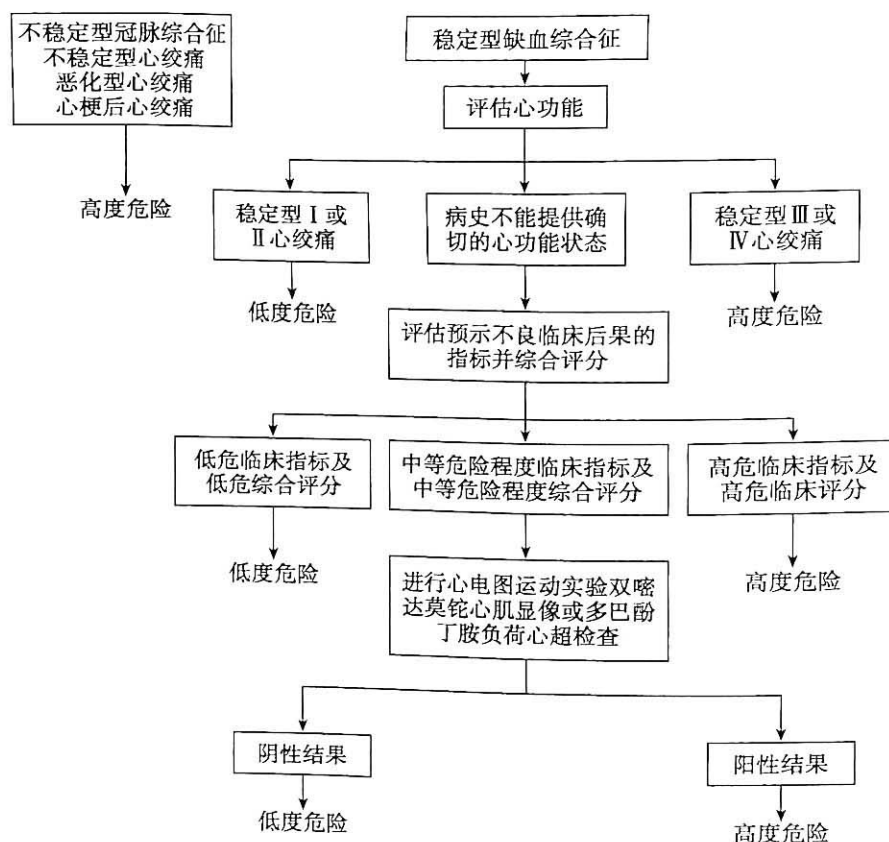 不稳定型冠脉综合征
不稳定型心绞痛
恶化型心绞痛
心梗后心绞痛
高度危险
稳定型缺血综合征
评估心功能
稳定型Ⅰ或
Ⅱ心绞痛
低度危险
病史不能提供确
切的心功能状态
稳定型Ⅲ或
Ⅳ心绞痛
高度危险
评估预示不良临床后果的
指标并综合评分
低危临床指标及
低危综合评分
低度危险
中等危险程度临床指标及
中等危险程度综合评分
高危临床指标及
高危临床评分
高度危险
进行心电图运动实验双嘧
达莫铊心肌显像或多巴酚
丁胺负荷心超检查
阴性结果
低度危险
阳性结果
高度危险